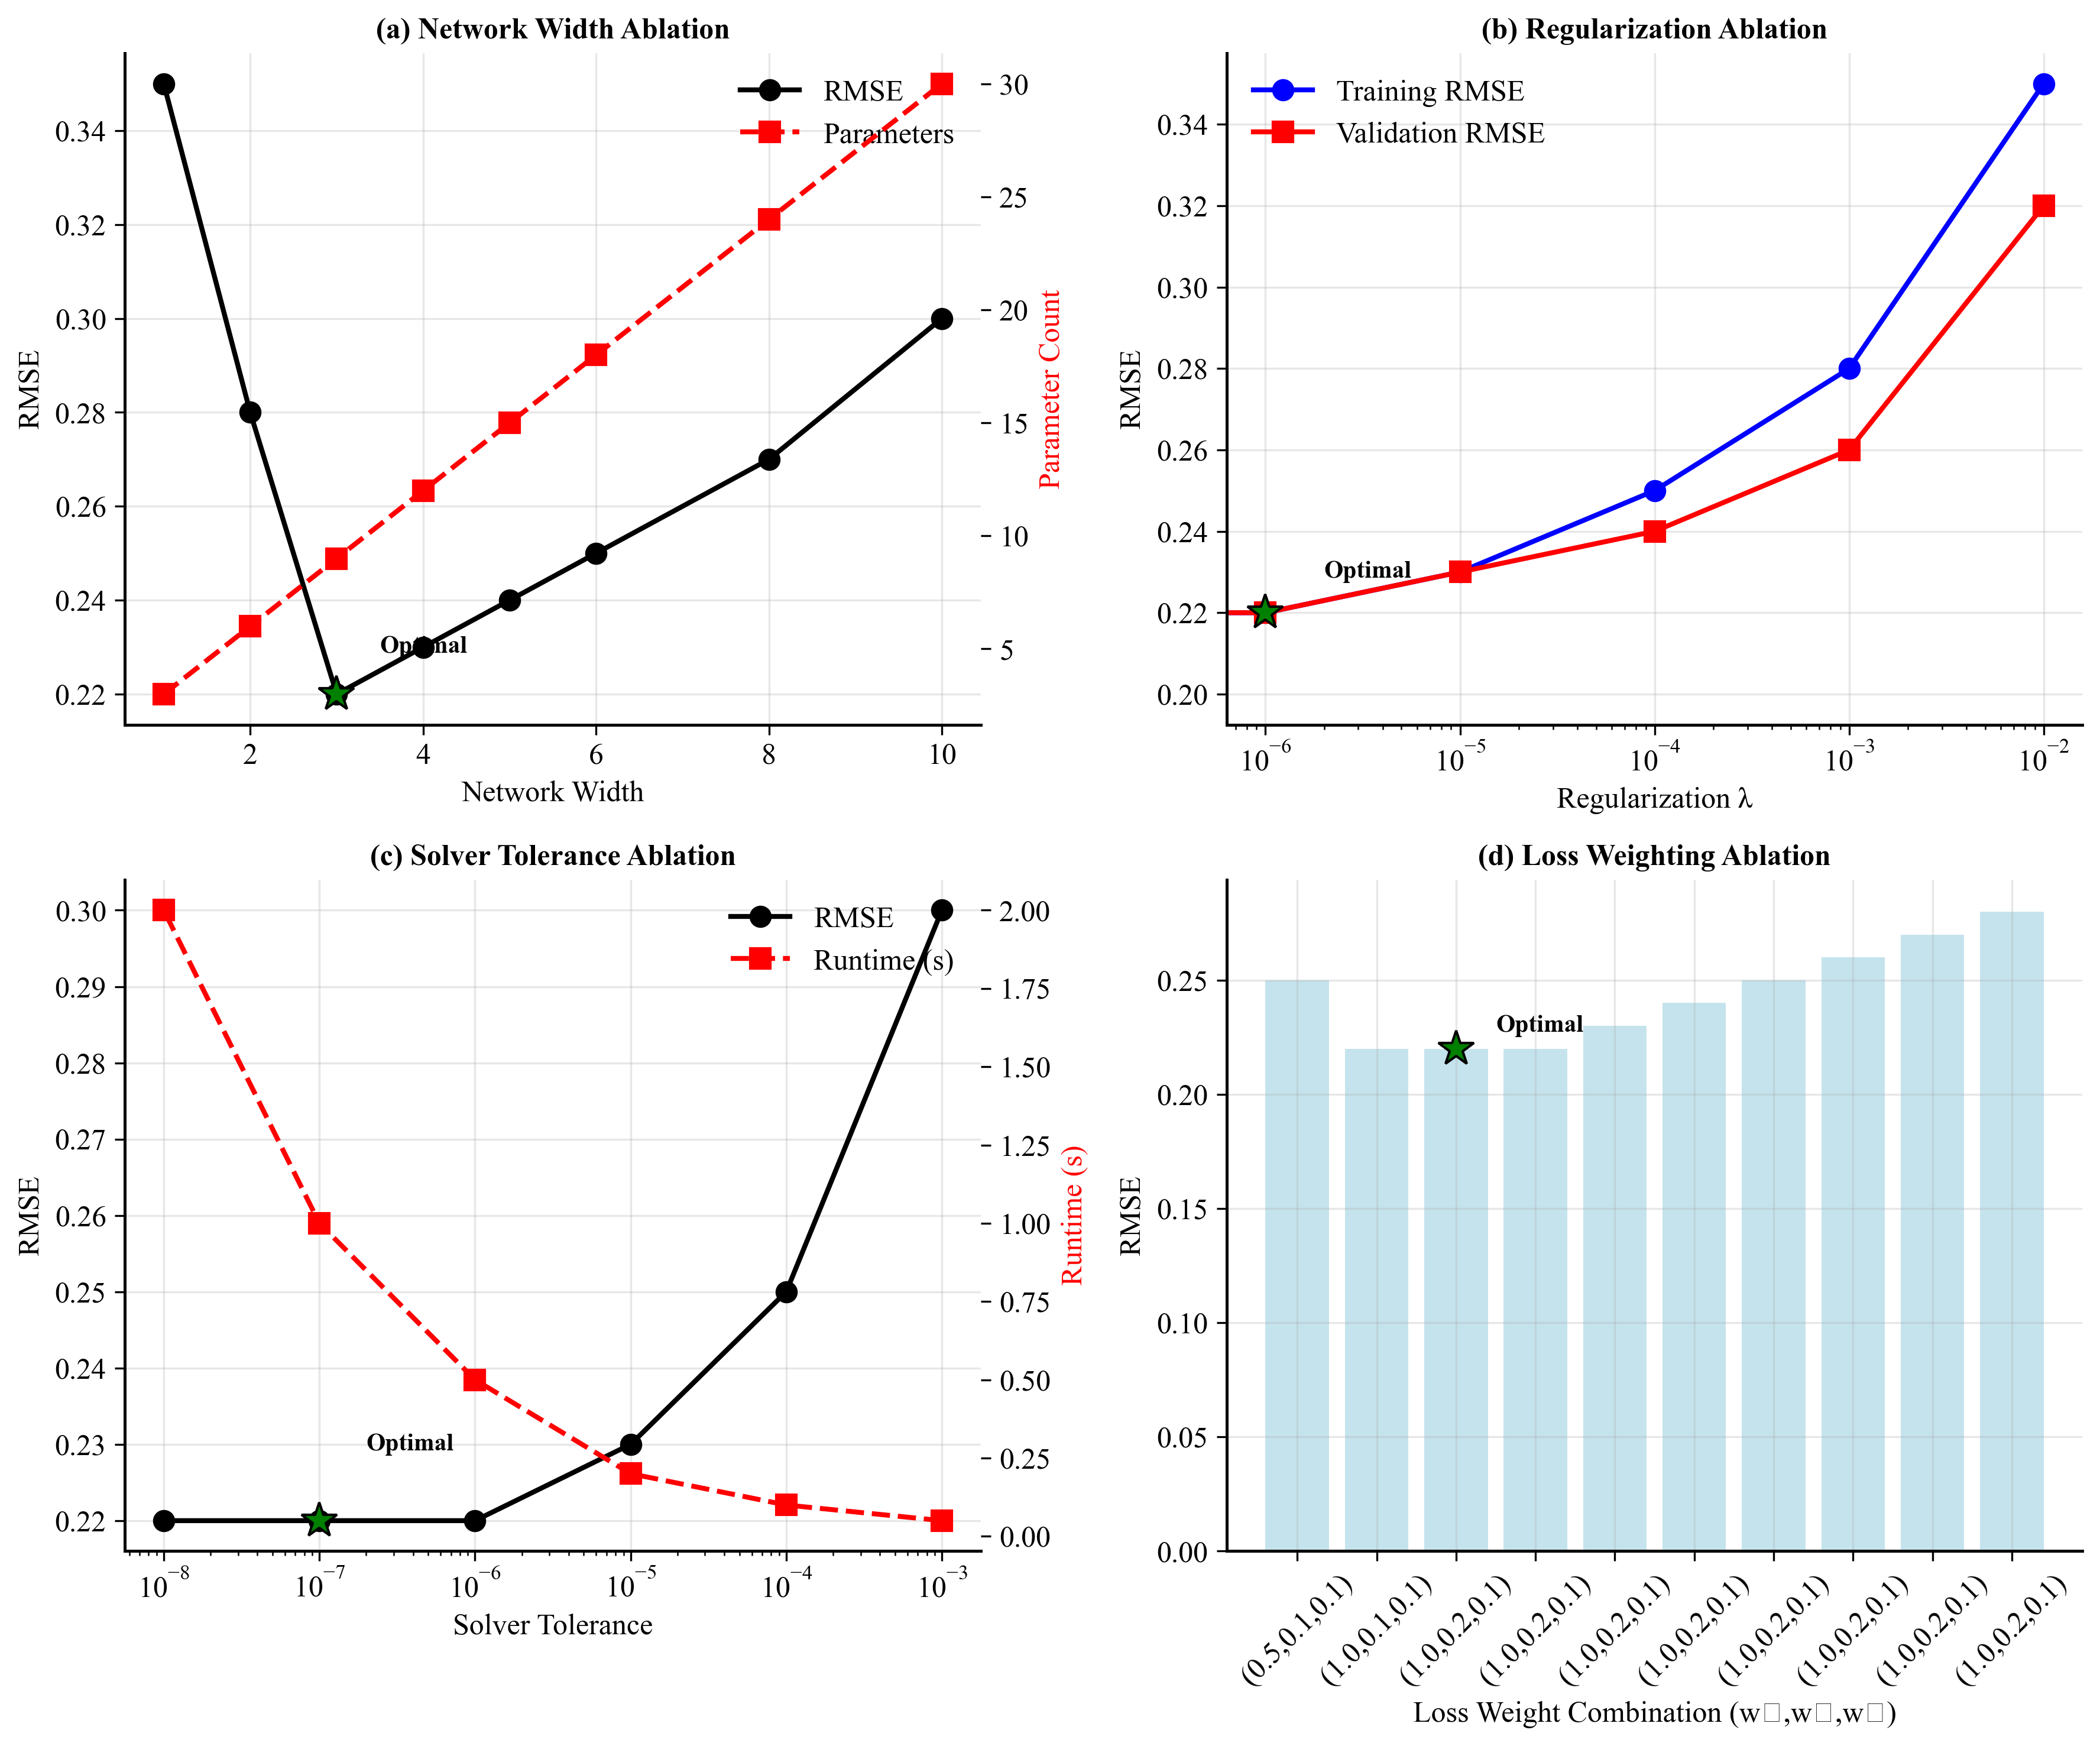 (a) Network Width Ablation
RMSE
Parameters
Optimal
0.34
0.32
0.30
0.28
0.26
0.24
0.22
RMSE
30
25
20
15
10
5
Parameter Count
2 4 6 8 10
Network Width
(b) Regularization Ablation
Training RMSE
Validation RMSE
Optimal
0.34
0.32
0.30
0.28
0.26
0.24
0.22
0.20
RMSE
10⁻⁶ 10⁻⁵ 10⁻⁴ 10⁻³ 10⁻²
Regularization λ
(c) Solver Tolerance Ablation
RMSE
Runtime (s)
Optimal
0.30
0.29
0.28
0.27
0.26
0.25
0.24
0.23
0.22
RMSE
2.00
1.75
1.50
1.25
1.00
0.75
0.50
0.25
0.00
Runtime (s)
10⁻⁸ 10⁻⁷ 10⁻⁶ 10⁻⁵ 10⁻⁴ 10⁻³
Solver Tolerance
(d) Loss Weighting Ablation
Optimal
0.25
0.20
0.15
0.10
0.05
0.00
RMSE
(0.5,0.1,0.1)
(1.0,0.1,0.1)
(1.0,0.2,0.1)
(1.0,0.2,0.1)
(1.0,0.2,0.1)
(1.0,0.2,0.1)
(1.0,0.2,0.1)
(1.0,0.2,0.1)
(1.0,0.2,0.1)
(1.0,0.2,0.1)
Loss Weight Combination (w□,w□,w□)